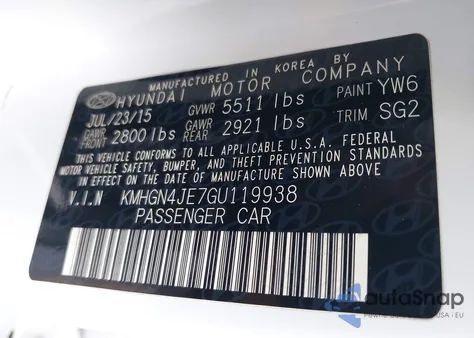 MANUFACTURED IN KOREA BY
HYUNDAI MOTOR COMPANY
JUL/23/15 GVWR 5511 lbs PAINT YW6
GAWR FRONT 2800 lbs GAWR REAR 2921 lbs TRIM SG2
THIS VEHICLE CONFORMS TO ALL APPLICABLE U.S.A. FEDERAL
MOTOR VEHICLE SAFETY, BUMPER, AND THEFT PREVENTION STANDARDS
IN EFFECT ON THE DATE OF MANUFACTURE SHOWN ABOVE
V.I.N KMHGN4JE7GU119938
PASSENGER CAR
autoSnap
USA i EU